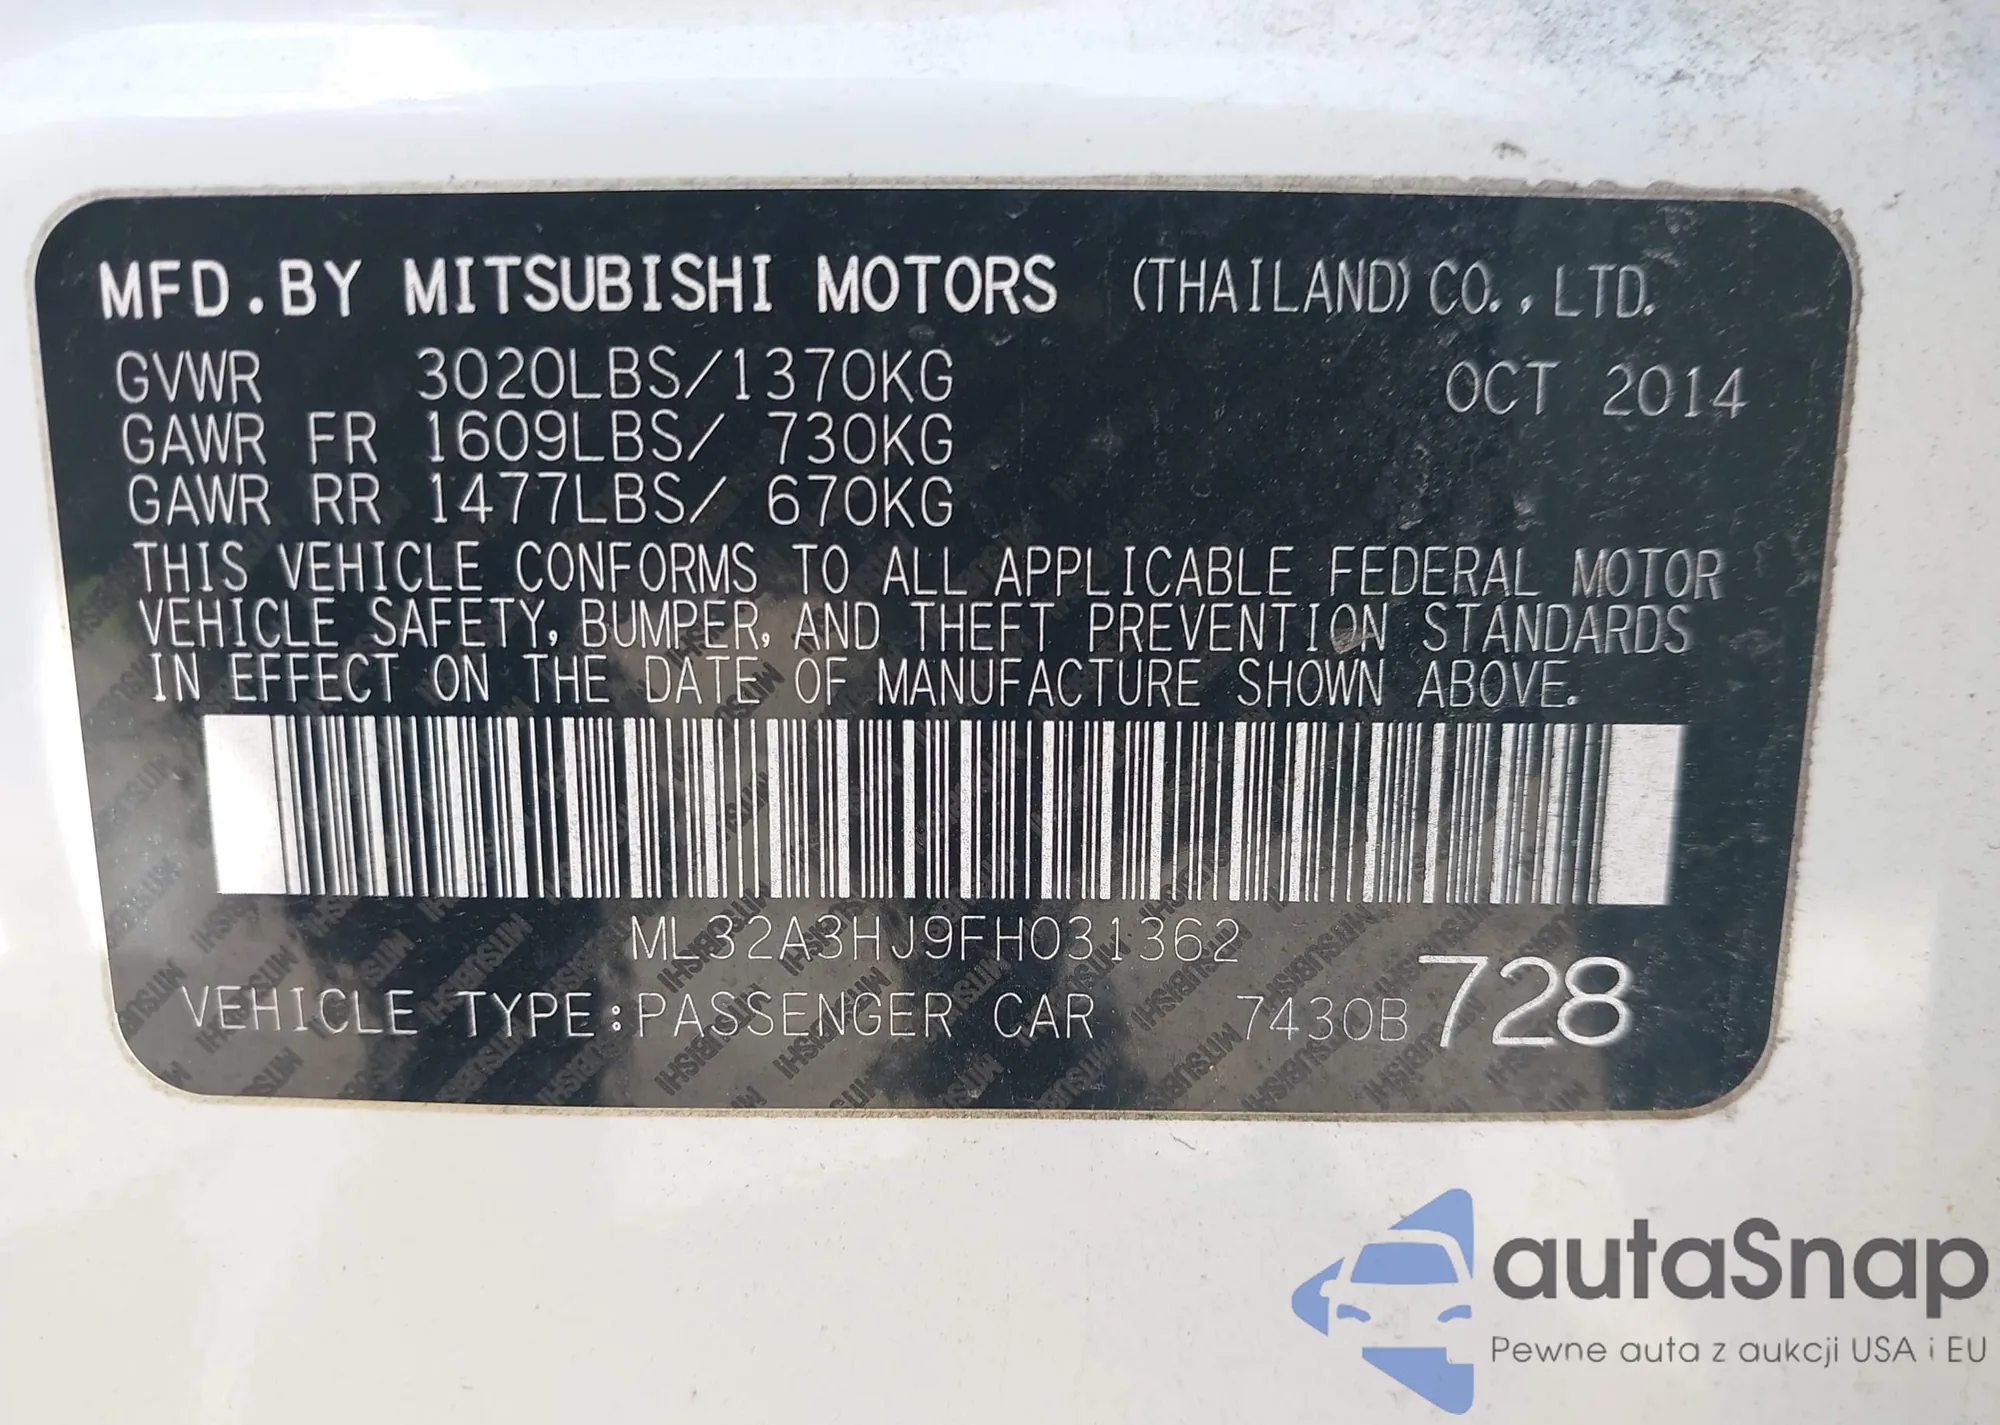 MFD.BY MITSUBISHI MOTORS (THAILAND) CO., LTD.
GVWR 3020LBS/1370KG OCT 2014
GAWR FR 1609LBS/ 730KG
GAWR RR 1477LBS/ 670KG
THIS VEHICLE CONFORMS TO ALL APPLICABLE FEDERAL MOTOR
VEHICLE SAFETY, BUMPER, AND THEFT PREVENTION STANDARDS
IN EFFECT ON THE DATE OF MANUFACTURE SHOWN ABOVE.
ML32A3HJ9FH031362
VEHICLE TYPE:PASSENGER CAR 7430B 728
autaSnap
Pewne auta z aukcji USA i EU